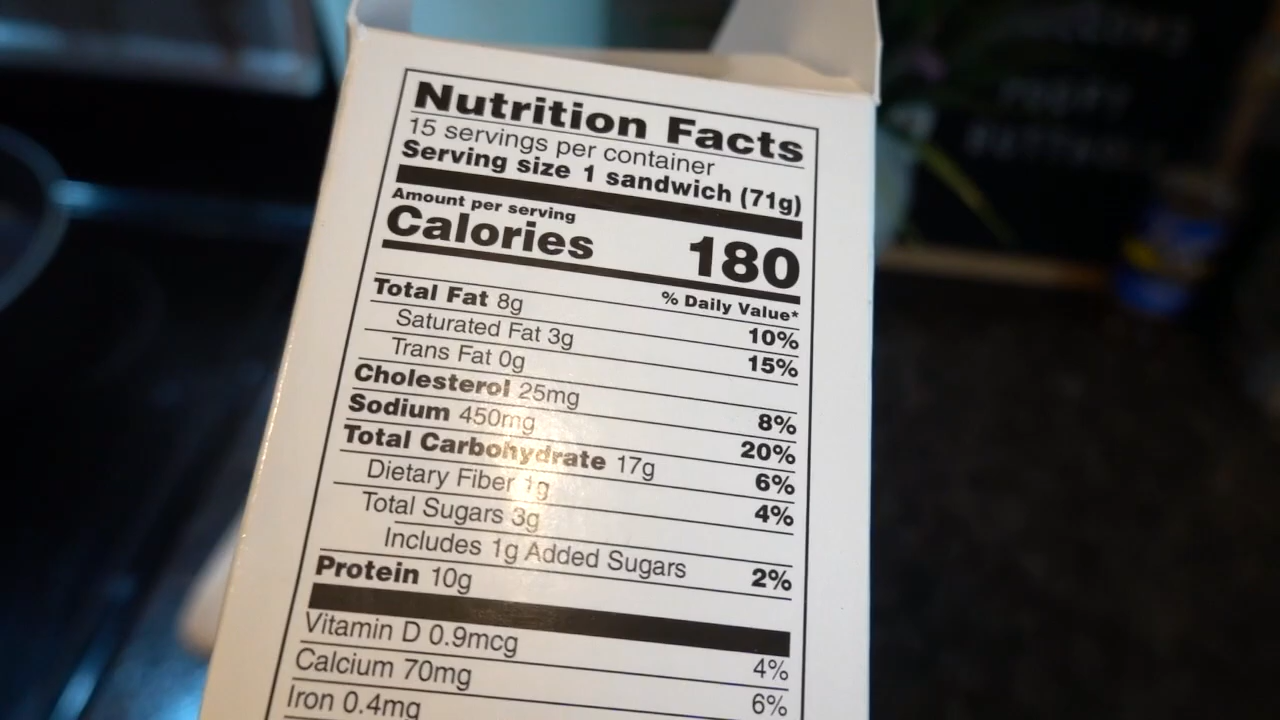 Nutrition Facts
15 servings per container
Serving size 1 sandwich (71g)
Amount per serving
Calories 180
% Daily Value*
Total Fat 8g 10%
Saturated Fat 3g 15%
Trans Fat 0g
Cholesterol 25mg 8%
Sodium 450mg 20%
Total Carbohydrate 17g 6%
Dietary Fiber 1g 4%
Total Sugars 3g
Includes 1g Added Sugars 2%
Protein 10g
Vitamin D 0.9mcg 4%
Calcium 70mg 6%
Iron 0.4mg